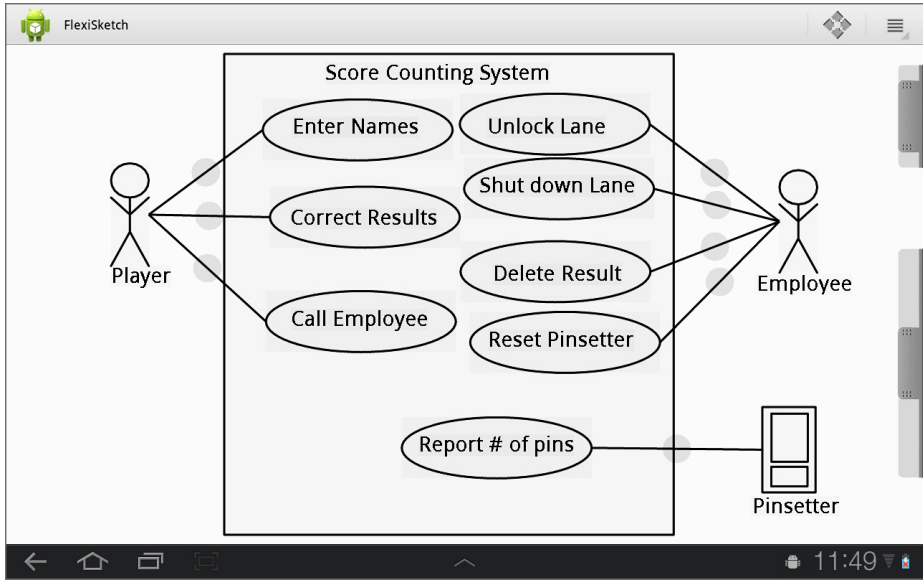 FlexiSketch
Score Counting System
Enter Names
Unlock Lane
Shut down Lane
Correct Results
Player
Delete Result
Employee
Call Employee
Reset Pinsetter
Report # of pins
Pinsetter
11:49